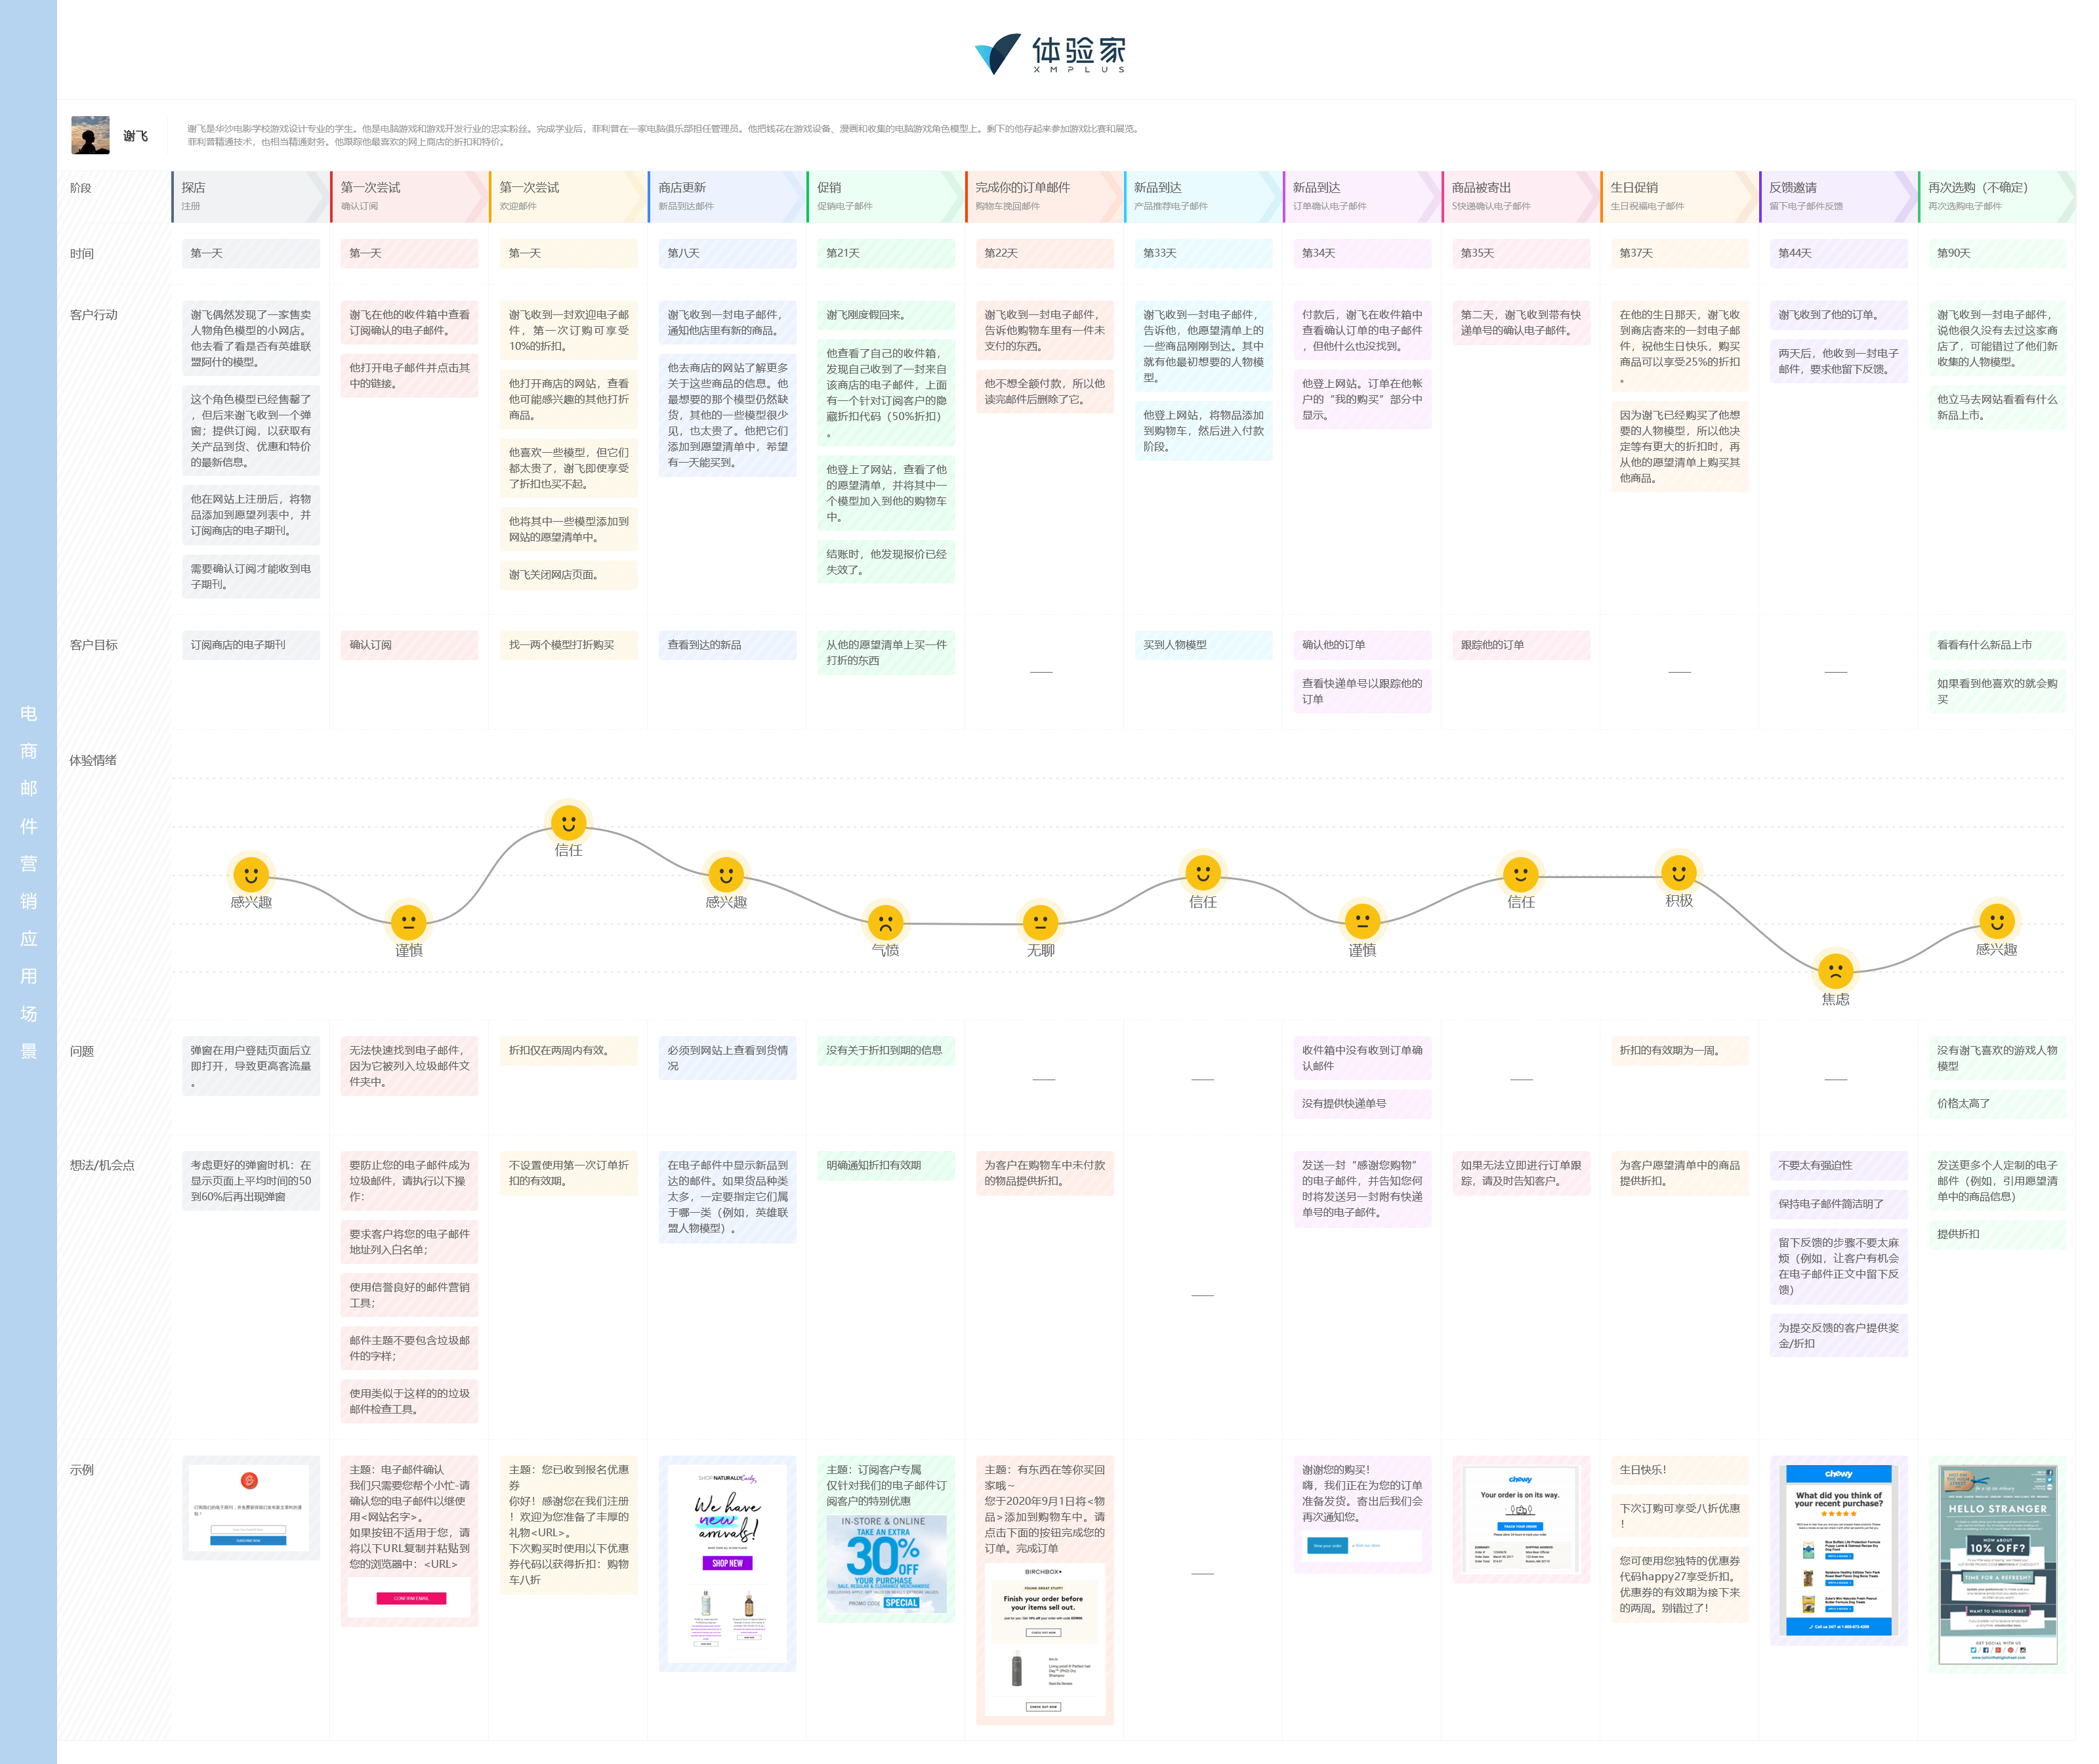 体验家
XMPLUS
电商邮件营销应用场景
谢飞
谢飞是华沙电影学校游戏设计专业的学生。他是电脑游戏和游戏开发行业的忠实粉丝。完成学业后，菲利普在一家电脑俱乐部担任管理员。他把钱花在游戏设备、漫画和收集的电脑游戏角色模型上。剩下的他存起来参加游戏比赛和展览。
菲利普精通技术，也相当精通财务。他跟踪他最喜欢的网上商店的折扣和特价。
阶段
探店
注册
第一次尝试
确认订阅
第一次尝试
欢迎邮件
商店更新
新品到达邮件
促销
促销电子邮件
完成你的订单邮件
购物车挽回邮件
新品到达
产品推荐电子邮件
新品到达
订单确认电子邮件
商品被寄出
S快递确认电子邮件
生日促销
生日祝福电子邮件
反馈邀请
留下电子邮件反馈
再次选购（不确定）
再次选购电子邮件
时间
第一天
第一天
第一天
第八天
第21天
第22天
第33天
第34天
第35天
第37天
第44天
第90天
客户行动
谢飞偶然发现了一家售卖
人物角色模型的小网店。
他去看了看是否有英雄联
盟阿什的模型。
这个角色模型已经售罄了
，但后来谢飞收到一个弹
窗；提供订阅，以获取有
关产品到货、优惠和特价
的最新信息。
他在网站上注册后，将物
品添加到愿望列表中，并
订阅商店的电子期刊。
需要确认订阅才能收到电
子期刊。
谢飞在他的收件箱中查看
订阅确认的电子邮件。
他打开电子邮件并点击其
中的链接。
谢飞收到一封欢迎电子邮
件，第一次订购可享受
10%的折扣。
他打开商店的网站，查看
他可能感兴趣的其他打折
商品。
他喜欢一些模型，但它们
都太贵了，谢飞即使享受
了折扣也买不起。
他将其中一些模型添加到
网站的愿望清单中。
谢飞关闭网店页面。
谢飞收到一封电子邮件，
通知他店里有新的商品。
他去商店的网站了解更多
关于这些商品的信息。他
最想要的那个模型仍然缺
货，其他的一些模型很少
见，也太贵了。他把它们
添加到愿望清单中，希望
有一天能买到。
谢飞刚度假回来。
他查看了自己的收件箱，
发现自己收到了一封来自
该商店的电子邮件，上面
有一个针对订阅客户的隐
藏折扣代码（50%折扣）
。
他登上了网站，查看了他
的愿望清单，并将其中一
个模型加入到他的购物车
中。
结账时，他发现报价已经
失效了。
谢飞收到一封电子邮件，
告诉他购物车里有一件未
支付的东西。
他不想全额付款，所以他
读完邮件后删除了它。
谢飞收到一封电子邮件，
告诉他，他愿望清单上的
一些商品刚刚到达。其中
就有他最初想要的人物模
型。
他登上网站，将物品添加
到购物车，然后进入付款
阶段。
付款后，谢飞在收件箱中
查看确认订单的电子邮件
，但他什么也没找到。
他登上网站。订单在他帐
户的“我的购买”部分中
显示。
第二天，谢飞收到带有快
递单号的确认电子邮件。
在他的生日那天，谢飞收
到商店寄来的一封电子邮
件，祝他生日快乐，购买
商品可以享受25%的折扣
。
因为谢飞已经购买了他想
要的人物模型，所以他决
定等有更大的折扣时，再
从他的愿望清单上购买其
他商品。
谢飞收到了他的订单。
两天后，他收到一封电子
邮件，要求他留下反馈。
谢飞收到一封电子邮件，
说他很久没有去过这家商
店了，可能错过了他们新
收集的人物模型。
他立马去网站看看有什么
新品上市。
客户目标
订阅商店的电子期刊
确认订阅
找一两个模型打折购买
查看到达的新品
从他的愿望清单上买一件
打折的东西
买到人物模型
确认他的订单
查看快递单号以跟踪他的
订单
跟踪他的订单
看看有什么新品上市
如果看到他喜欢的就会购
买
体验情绪
感兴趣
谨慎
信任
感兴趣
气愤
无聊
信任
谨慎
信任
积极
焦虑
感兴趣
问题
弹窗在用户登陆页面后立
即打开，导致更高客流量
。
无法快速找到电子邮件，
因为它被列入垃圾邮件文
件夹中。
折扣仅在两周内有效。
必须到网站上查看到货情
况
没有关于折扣到期的信息
收件箱中没有收到订单确
认邮件
没有提供快递单号
折扣的有效期为一周。
没有谢飞喜欢的游戏人物
模型
价格太高了
想法/机会点
考虑更好的弹窗时机：在
显示页面上平均时间的50
到60%后再出现弹窗
要防止您的电子邮件成为
垃圾邮件，请执行以下操
作：
要求客户将您的电子邮件
地址列入白名单；
使用信誉良好的邮件营销
工具；
邮件主题不要包含垃圾邮
件的字样；
使用类似于这样的的垃圾
邮件检查工具。
不设置使用第一次订单折
扣的有效期。
在电子邮件中显示新品到
达的邮件。如果货品种类
太多，一定要指定它们属
于哪一类（例如，英雄联
盟人物模型）。
明确通知折扣有效期
为客户在购物车中未付款
的物品提供折扣。
发送一封“感谢您购物”
的电子邮件，并告知您何
时将发送另一封附有快递
单号的电子邮件。
如果无法立即进行订单跟
踪，请及时告知客户。
为客户愿望清单中的商品
提供折扣。
不要太有强迫性
保持电子邮件简洁明了
留下反馈的步骤不要太麻
烦（例如，让客户有机会
在电子邮件正文中留下反
馈）
为提交反馈的客户提供奖
金/折扣
发送更多个人定制的电子
邮件（例如，引用愿望清
单中的商品信息）
提供折扣
示例
主题：电子邮件确认
我们只需要您帮个小忙-请
确认您的电子邮件以继续使
用<网站名字>。
如果按钮不适用于您，请
将以下URL复制并粘贴到
您的浏览器中：<URL>
CONFIRM EMAIL
主题：您已收到报名优惠
券
你好！感谢您在我们注册
！欢迎为您准备了丰厚的
礼物<URL>。
下次购买时使用以下优惠
券代码以获得折扣：购物
车八折
SHOP NATURALLY Curly
We have
new
arrivals!
SHOP NEW
主题：订阅客户专属
仅针对我们的电子邮件订
阅客户的特别优惠
IN-STORE & ONLINE
TAKE AN EXTRA
30% OFF
YOUR PURCHASE
SALE, REGULAR & CLEARANCE MERCHANDISE
PROMO CODE SPECIAL
主题：有东西在等你买回
家哦～
您于2020年9月1日将<物
品>添加到购物车中。请
点击下面的按钮完成您的
订单。完成订单
BIRCHBOX
FOUND GREAT STUFF?
Finish your order before
your items sell out.
CHECK OUT NOW
Living proof ® Perfect hair
Day™ (PhD) Dry
Shampoo
CHECK OUT NOW
谢谢您的购买！
嗨，我们正在为您的订单
准备发货。寄出后我们会
再次通知您。
View your order
or Visit our store
chewy
Your order is on its way.
TRACK YOUR ORDER
生日快乐！
下次订购可享受八折优惠
！
您可使用您独特的优惠券
代码happy27享受折扣。
优惠券的有效期为接下来
的两周。别错过了！
chewy
What did you think of
your recent purchase?
Call us 24/7 at 1-800-672-4399
HELLO STRANGER
HOW ABOUT
10% OFF?
TIME FOR A REFRESH?
WANT TO UNSUBSCRIBE?
GET SOCIAL WITH US
www.notonthehighstreet.com